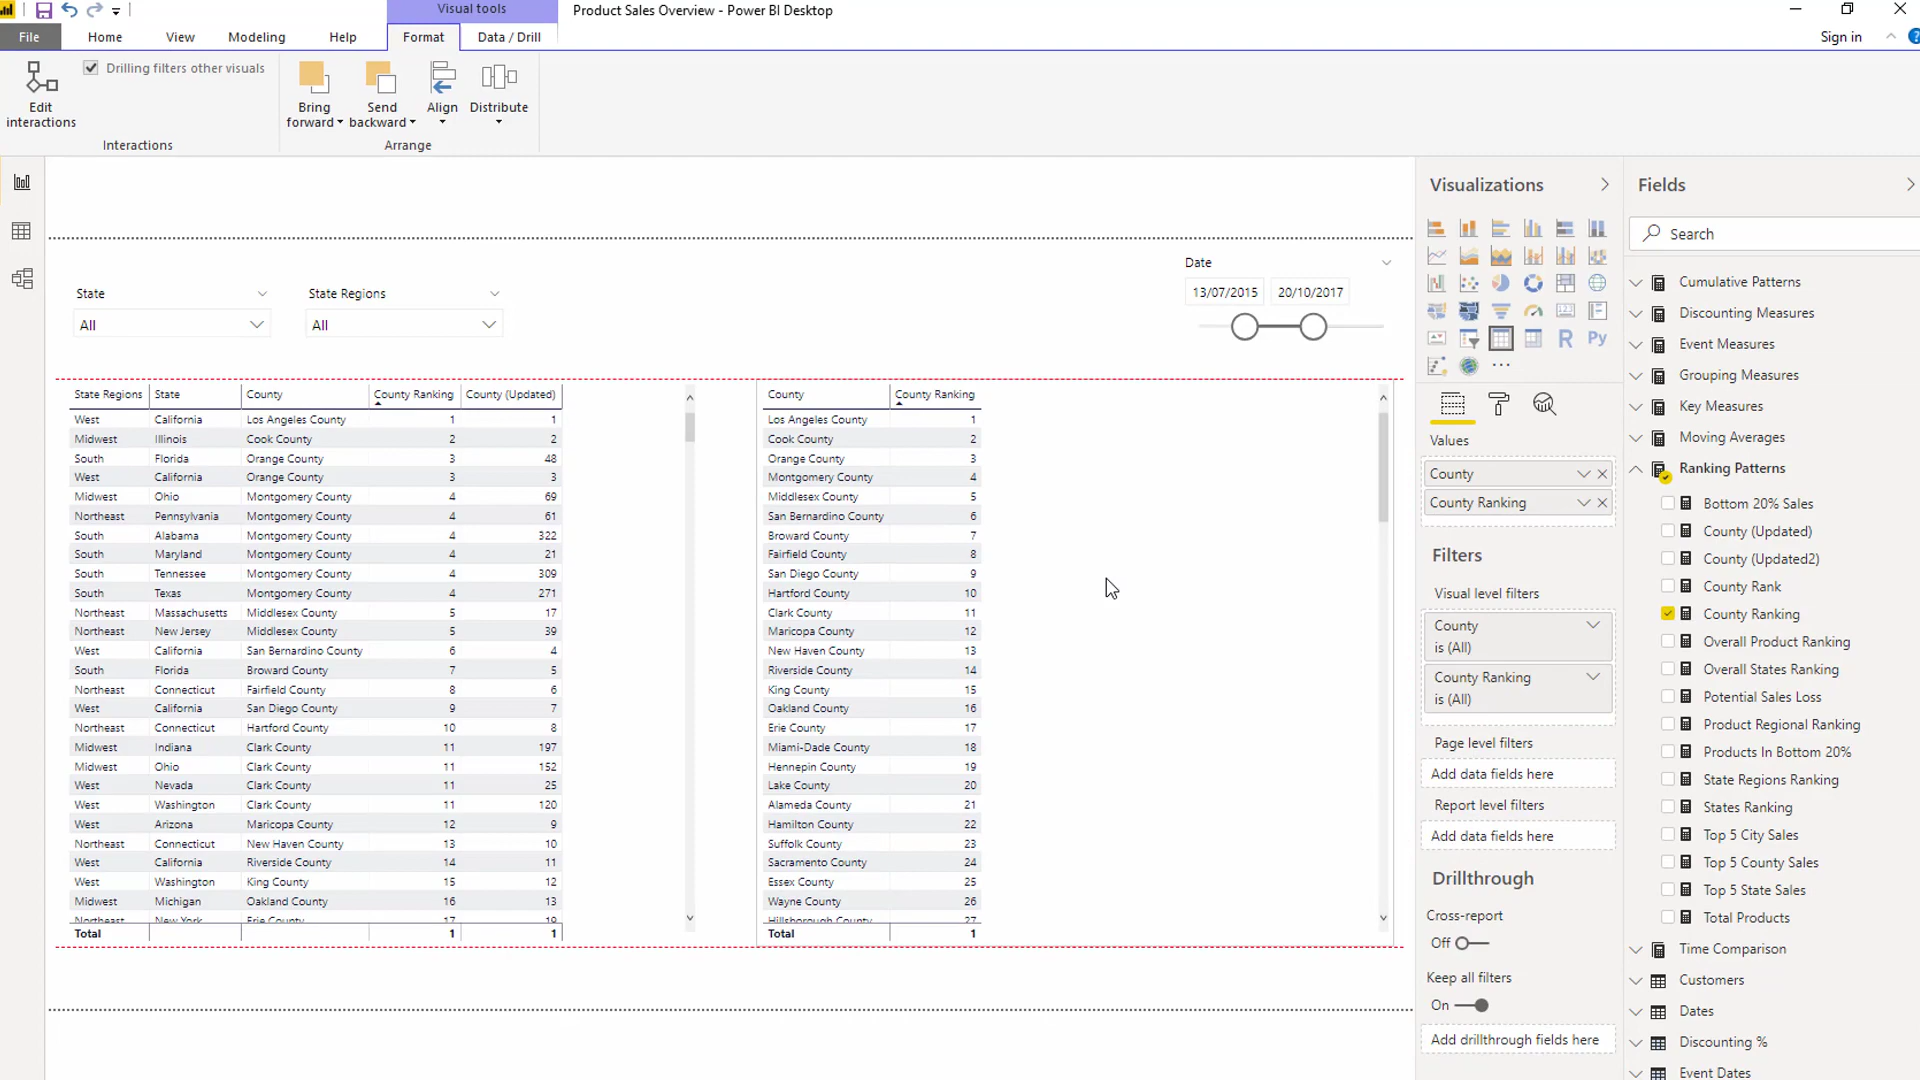 Visual tools
Product Sales Overview - Power BI Desktop
File Home View Modeling Help Format Data / Drill Sign in
Drilling filters other visuals
Edit interactions
Bring forward
Send backward
Align
Distribute
Interactions
Arrange
State
All
State Regions
All
Date
13/07/2015 20/10/2017
State Regions State County County Ranking County (Updated)
West California Los Angeles County 1 1
Midwest Illinois Cook County 2 2
South Florida Orange County 3 48
West California Orange County 3 3
Midwest Ohio Montgomery County 4 69
Northeast Pennsylvania Montgomery County 4 61
South Alabama Montgomery County 4 322
South Maryland Montgomery County 4 21
South Tennessee Montgomery County 4 309
South Texas Montgomery County 4 271
Northeast Massachusetts Middlesex County 5 17
Northeast New Jersey Middlesex County 5 39
West California San Bernardino County 6 4
South Florida Broward County 7 5
Northeast Connecticut Fairfield County 8 6
West California San Diego County 9 7
Northeast Connecticut Hartford County 10 8
Midwest Indiana Clark County 11 197
Midwest Ohio Clark County 11 152
West Nevada Clark County 11 25
West Washington Clark County 11 120
West Arizona Maricopa County 12 9
Northeast Connecticut New Haven County 13 10
West California Riverside County 14 11
West Washington King County 15 12
Midwest Michigan Oakland County 16 13
Northeast New York Erie County 17 19
Total 1 1
County County Ranking
Los Angeles County 1
Cook County 2
Orange County 3
Montgomery County 4
Middlesex County 5
San Bernardino County 6
Broward County 7
Fairfield County 8
San Diego County 9
Hartford County 10
Clark County 11
Maricopa County 12
New Haven County 13
Riverside County 14
King County 15
Oakland County 16
Erie County 17
Miami-Dade County 18
Hennepin County 19
Lake County 20
Alameda County 21
Hamilton County 22
Suffolk County 23
Sacramento County 24
Essex County 25
Wayne County 26
Hillsborough County 27
Total 1
Visualizations
R Py
Values
County
County Ranking
Filters
Visual level filters
County
is (All)
County Ranking
is (All)
Page level filters
Add data fields here
Report level filters
Add data fields here
Drillthrough
Cross-report
Off
Keep all filters
On
Add drillthrough fields here
Fields
Search
Cumulative Patterns
Discounting Measures
Event Measures
Grouping Measures
Key Measures
Moving Averages
Ranking Patterns
Bottom 20% Sales
County (Updated)
County (Updated2)
County Rank
County Ranking
Overall Product Ranking
Overall States Ranking
Potential Sales Loss
Product Regional Ranking
Products In Bottom 20%
State Regions Ranking
States Ranking
Top 5 City Sales
Top 5 County Sales
Top 5 State Sales
Total Products
Time Comparison
Customers
Dates
Discounting %
Event Dates